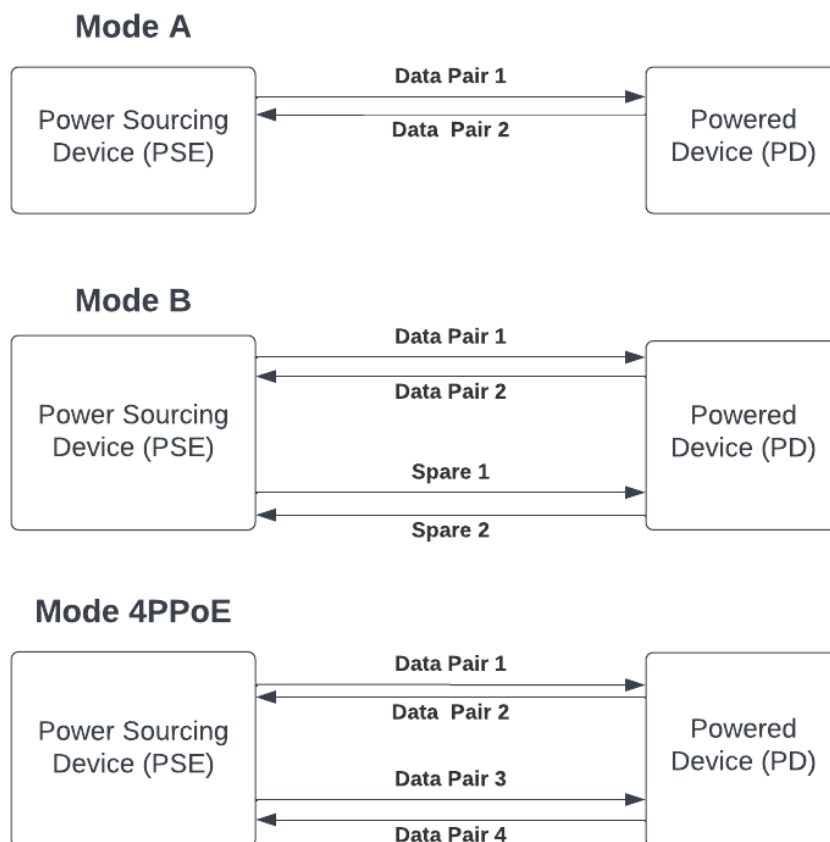 Mode A
Data Pair 1
Power Sourcing
Device (PSE)
Data  Pair 2
Powered
Device (PD)
Mode B
Data Pair 1
Data Pair 2
Power Sourcing
Device (PSE)
Powered
Device (PD)
Spare 1
Spare 2
Mode 4PPoE
Data Pair 1
Data  Pair 2
Power Sourcing
Device (PSE)
Powered
Device (PD)
Data Pair 3
Data Pair 4